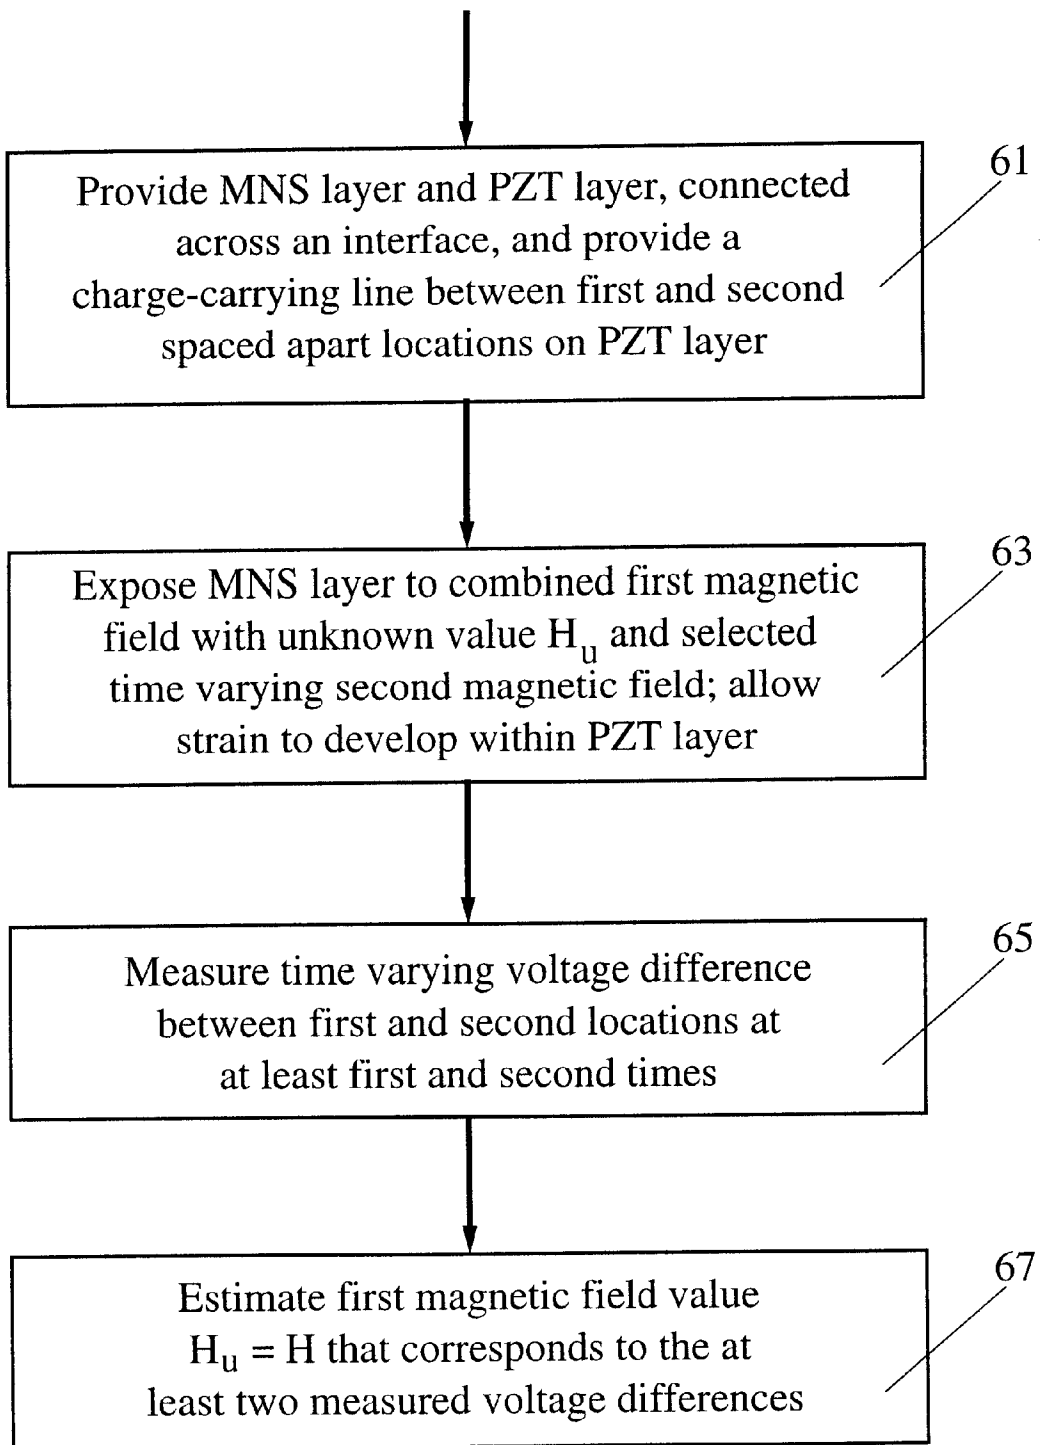 Provide MNS layer and PZT layer, connected
across an interface, and provide a
charge-carrying line between first and second
spaced apart locations on PZT layer
61
Expose MNS layer to combined first magnetic
field with unknown value Hu and selected
time varying second magnetic field; allow
strain to develop within PZT layer
63
Measure time varying voltage difference
between first and second locations at
at least first and second times
65
Estimate first magnetic field value
Hu = H that corresponds to the at
least two measured voltage differences
67